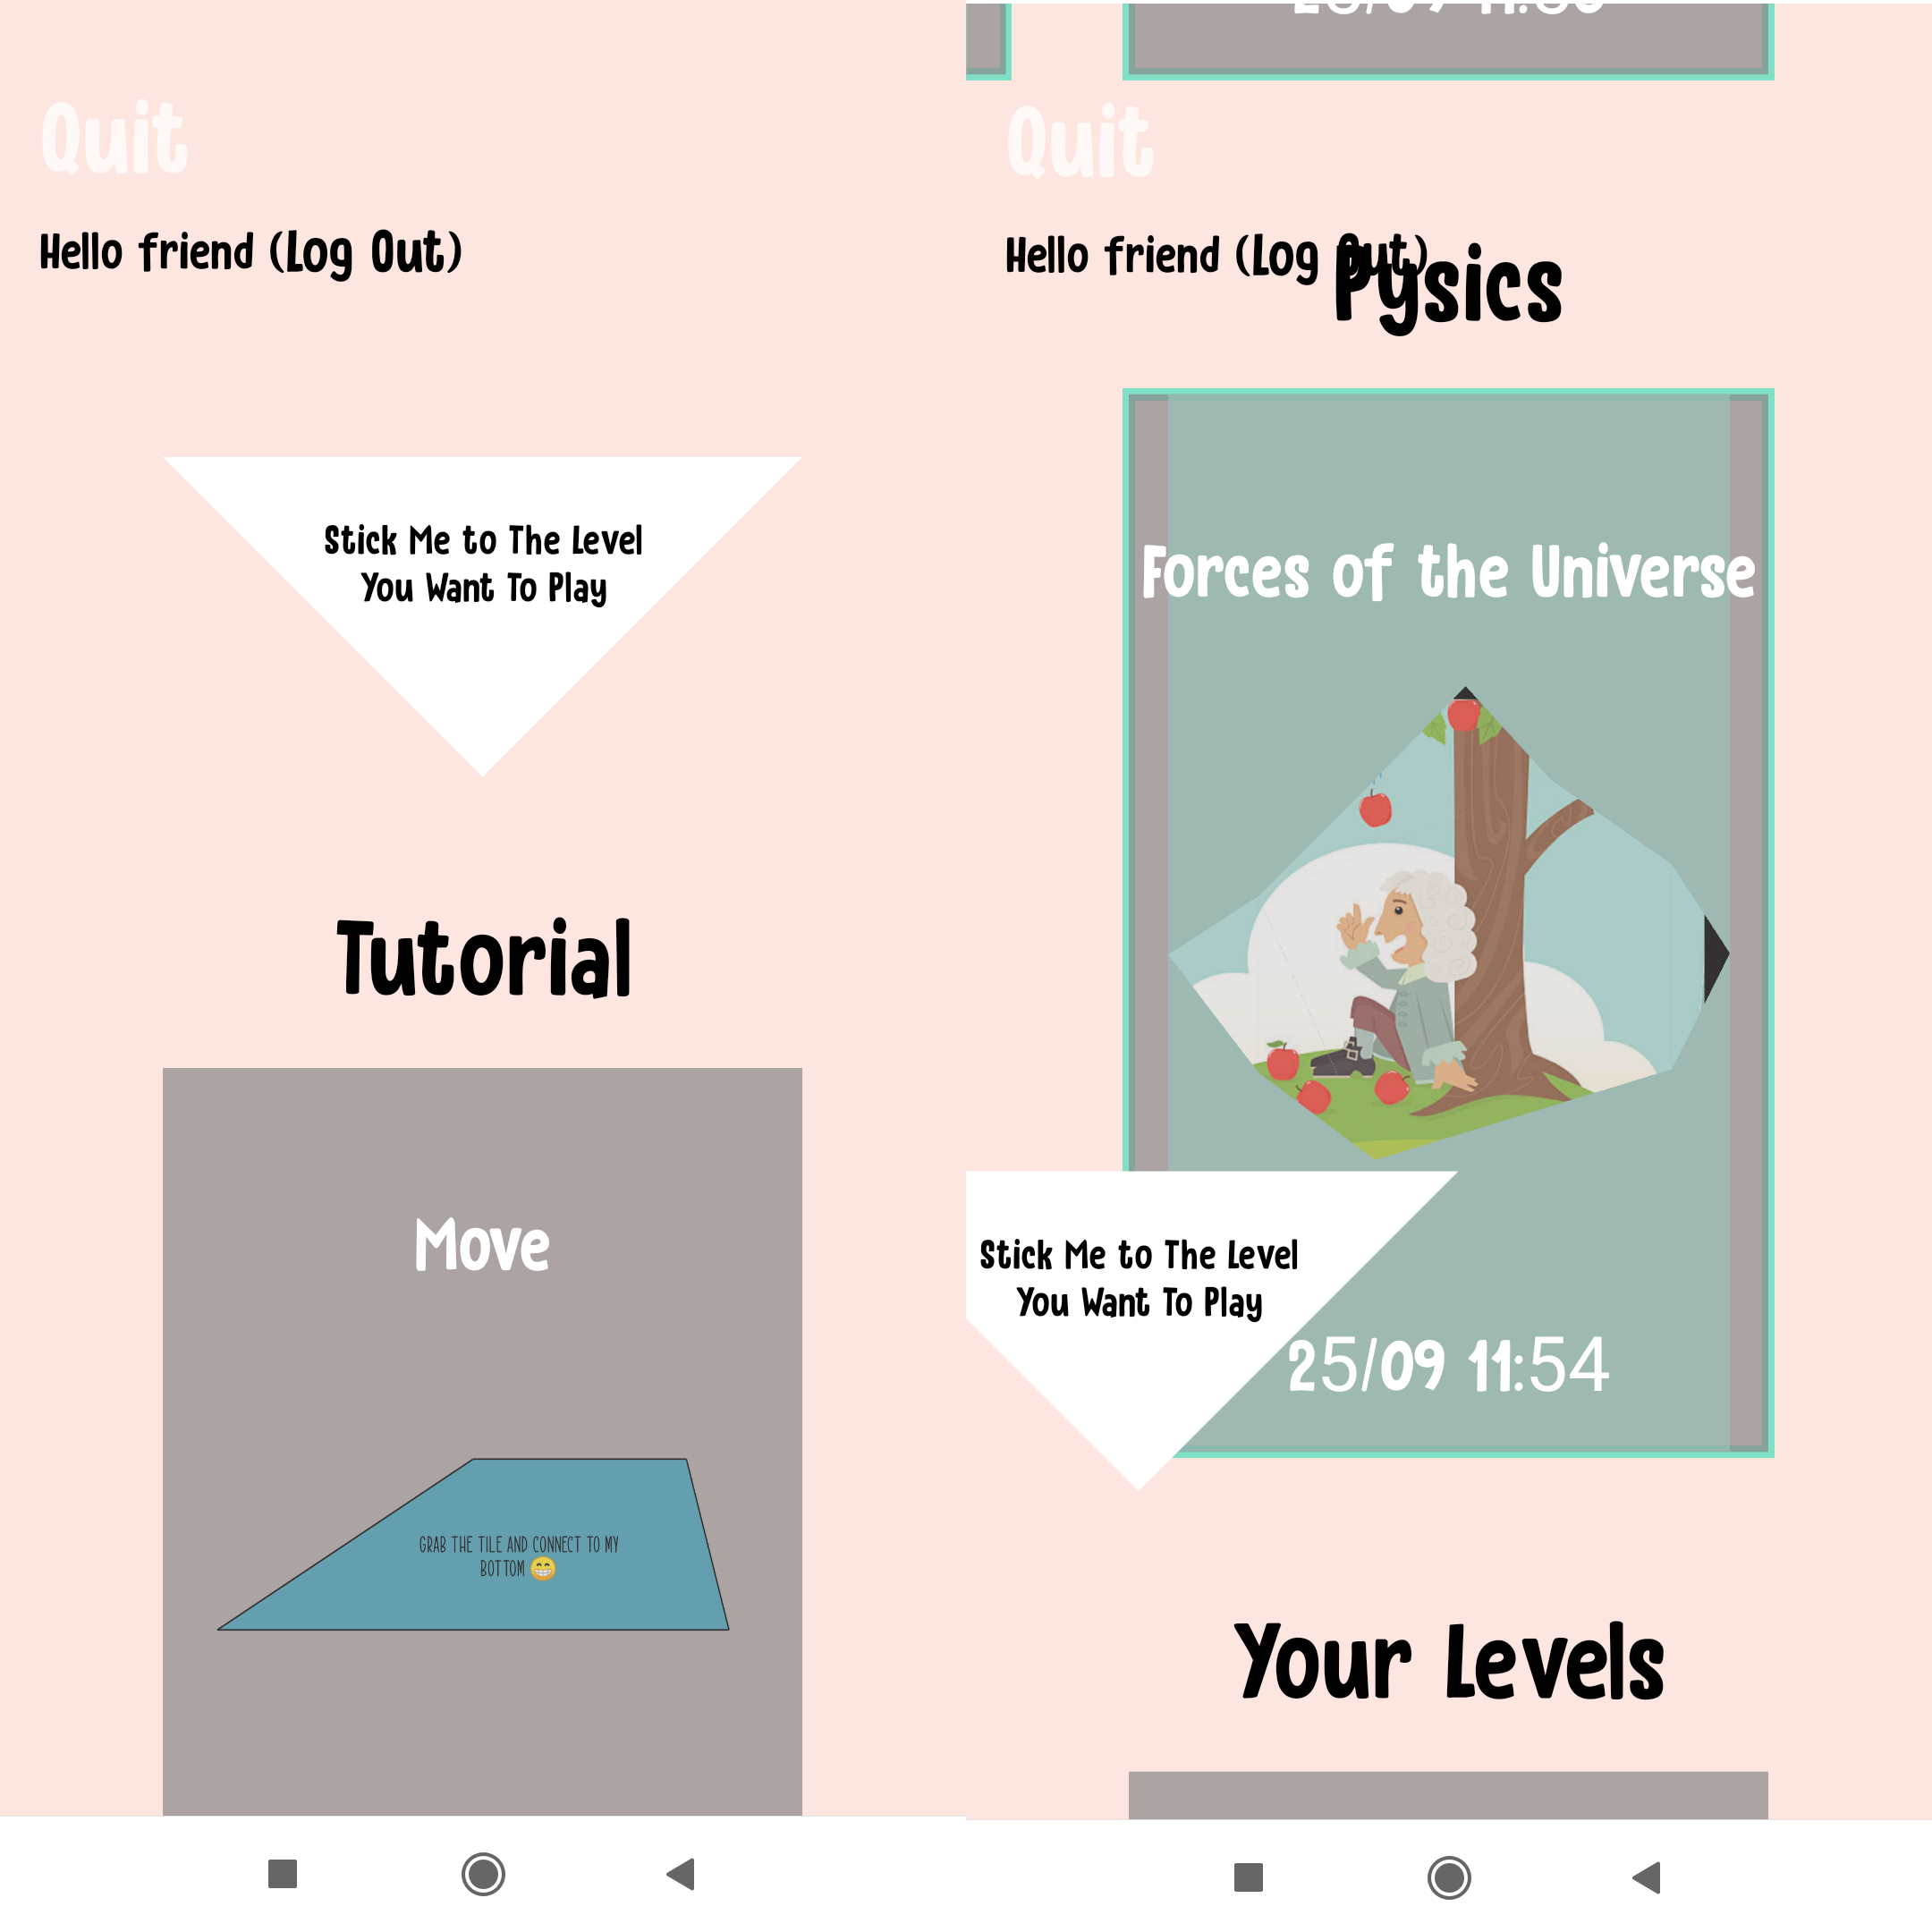 Quit
Hello friend (Log Out)
Stick Me to The Level
You Want To Play
Tutorial
Move
GRAB THE TILE AND CONNECT TO MY
BOTTOM 😁
Quit
Hello friend (Log Out)
Pysics
Forces of the Universe
Stick Me to The Level
You Want To Play
25/09 11:54
Your Levels